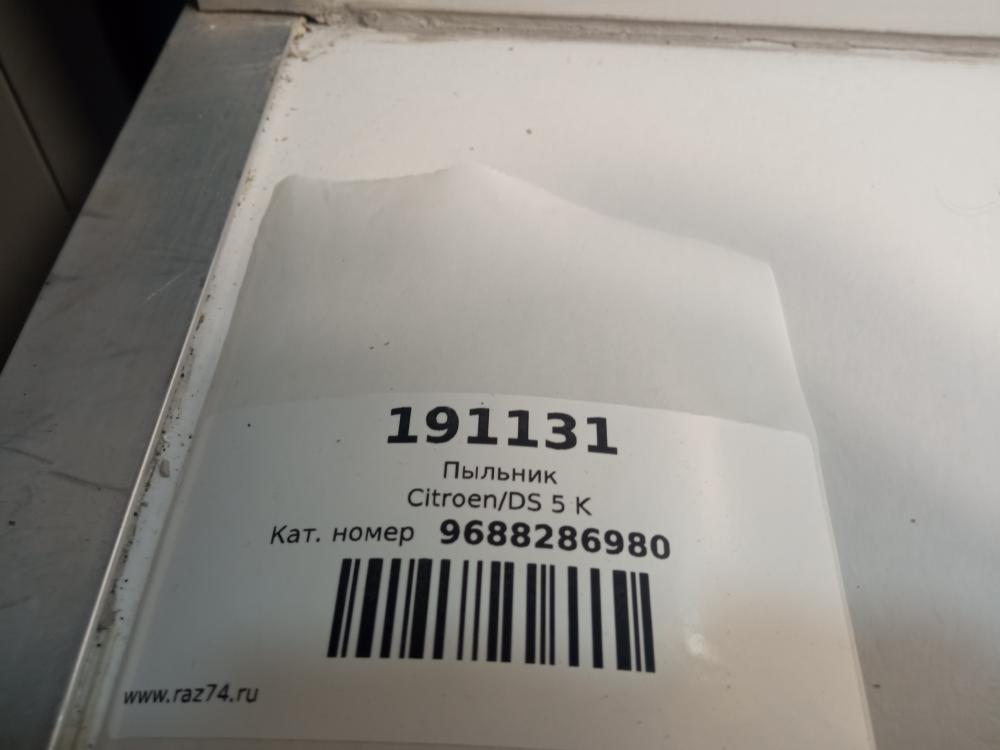 191131
Пыльник
Citroen/DS 5 K
Кат. номер 9688286980
www.raz74.ru